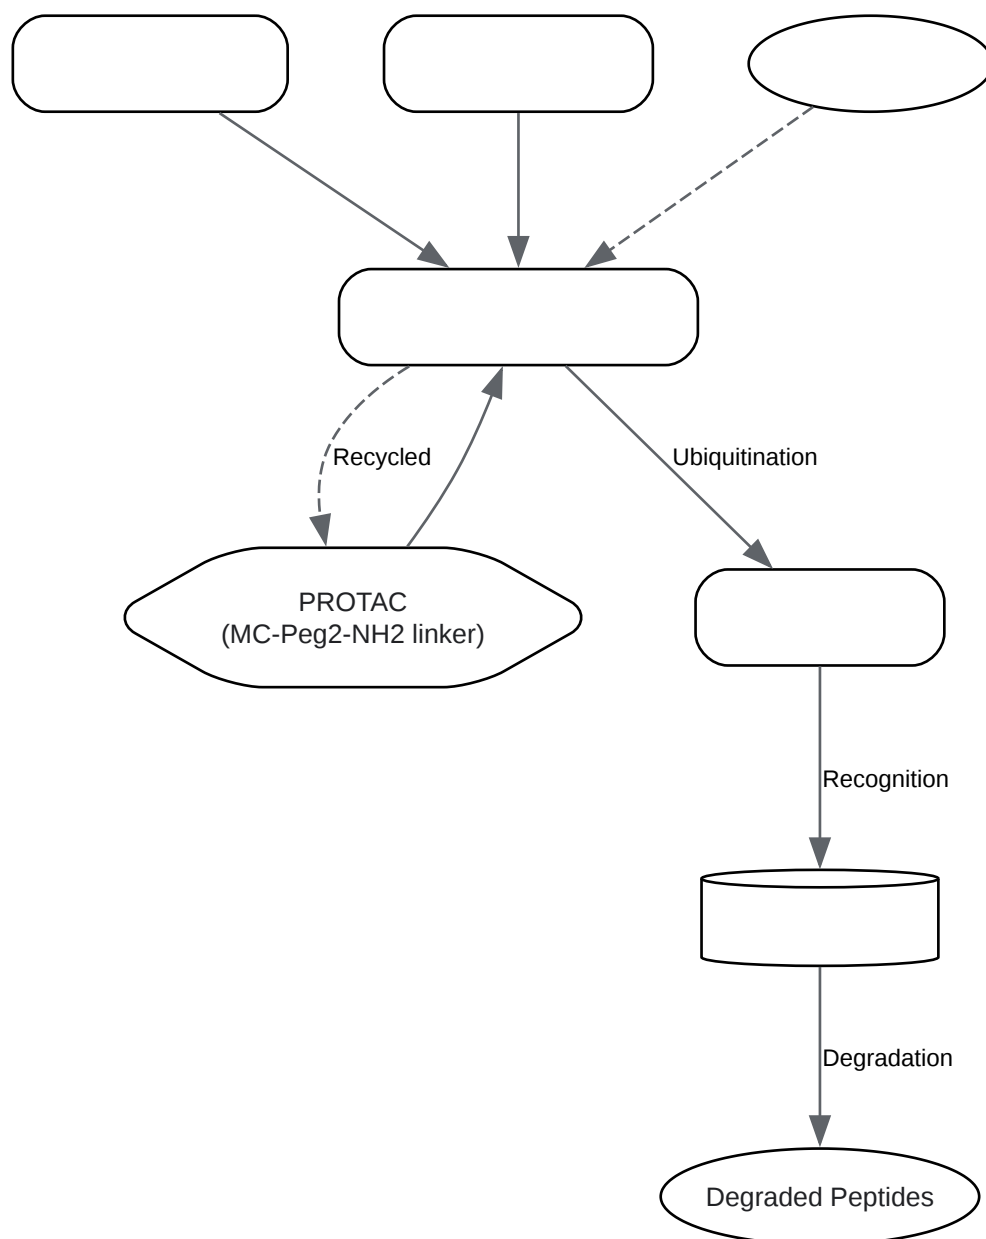 Recycled
Ubiquitination
PROTAC
(MC-Peg2-NH2 linker)
Recognition
Degradation
Degraded Peptides